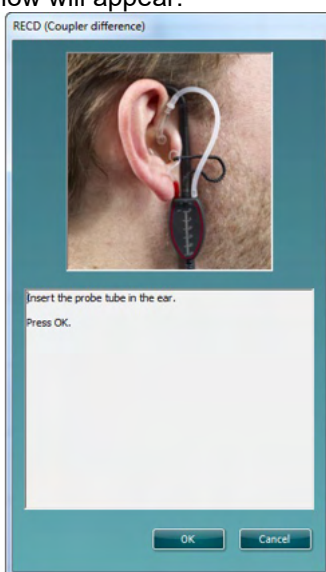 now will appear:
RECD (Coupler difference)
Insert the probe tube in the ear.
Press OK.
OK
Cancel